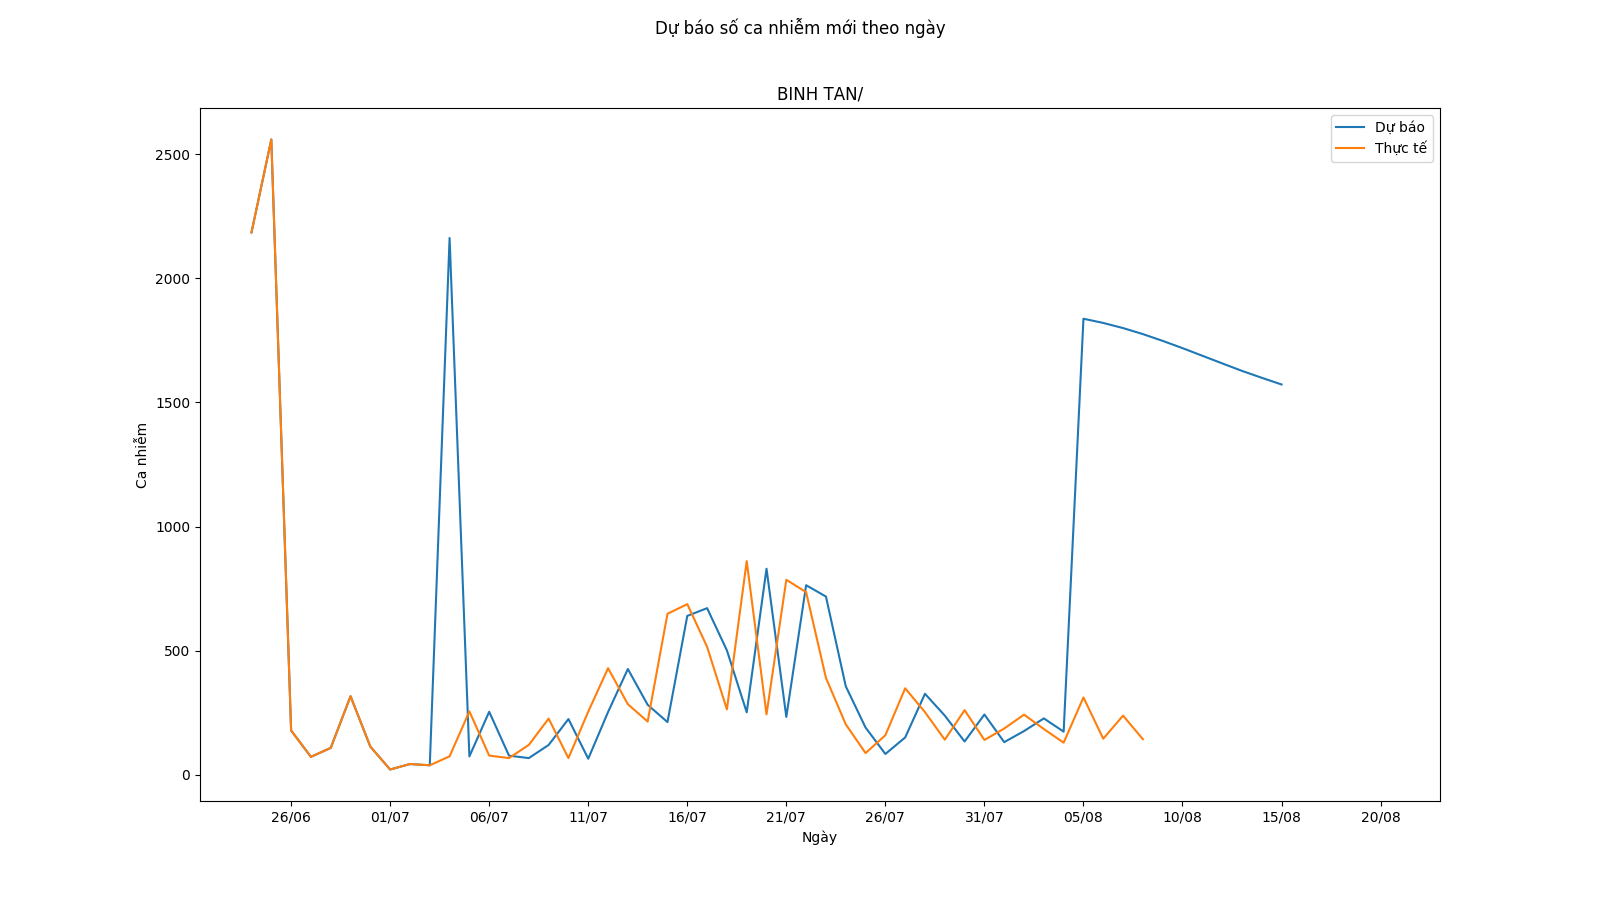 Dự báo số ca nhiễm mới theo ngày
BINH TAN/
Dự báo
Thực tế
2500
2000
1500
1000
500
0
Ca nhiễm
26/06 01/07 06/07 11/07 16/07 21/07 26/07 31/07 05/08 10/08 15/08 20/08
Ngày